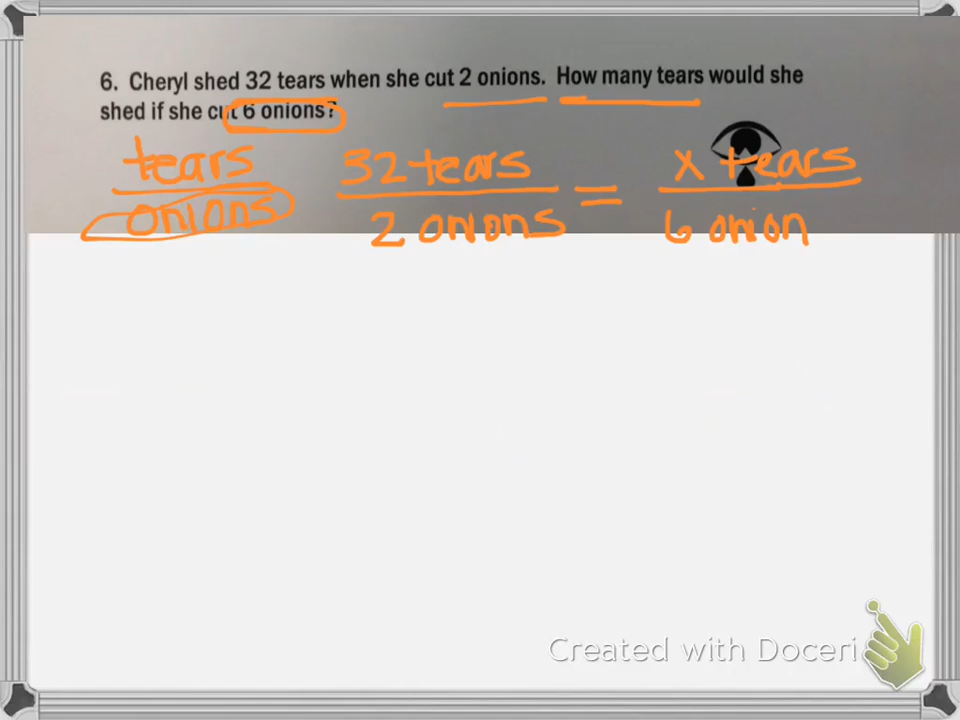 6. Cheryl shed 32 tears when she cut 2 onions. How many tears would she
shed if she cut 6 onions?
tears 32 tears = x tears
onions 2 onions 6 onion
Created with Doceri